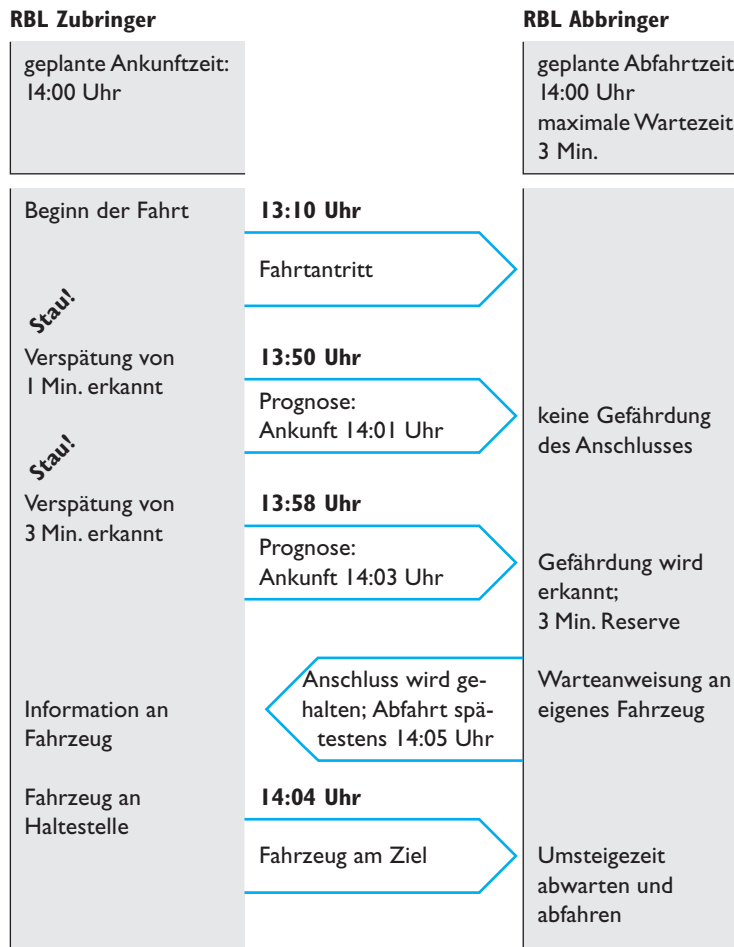 RBL Zubringer
RBL Abbringer
geplante Ankunftzeit:
14:00 Uhr
geplante Abfahrtzeit
14:00 Uhr
maximale Wartezeit
3 Min.
Beginn der Fahrt
13:10 Uhr
Fahrtantritt
Stau!
Verspätung von
1 Min. erkannt
13:50 Uhr
Prognose:
Ankunft 14:01 Uhr
keine Gefährdung
des Anschlusses
Stau!
Verspätung von
3 Min. erkannt
13:58 Uhr
Prognose:
Ankunft 14:03 Uhr
Gefährdung wird
erkannt;
3 Min. Reserve
Anschluss wird ge-
halten; Abfahrt spä-
testens 14:05 Uhr
Warteanweisung an
eigenes Fahrzeug
Information an
Fahrzeug
Fahrzeug an
Haltestelle
14:04 Uhr
Fahrzeug am Ziel
Umsteigezeit
abwarten und
abfahren